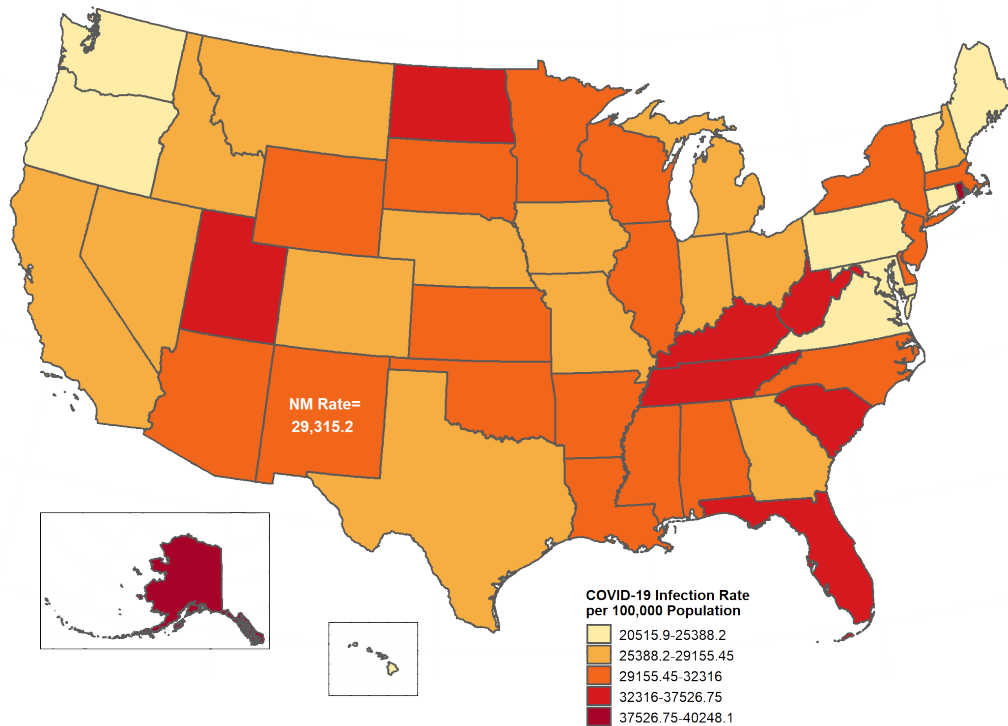 NM Rate=
29,315.2
COVID-19 Infection Rate
per 100,000 Population
20515.9-25388.2
25388.2-29155.45
29155.45-32316
32316-37526.75
37526.75-40248.1